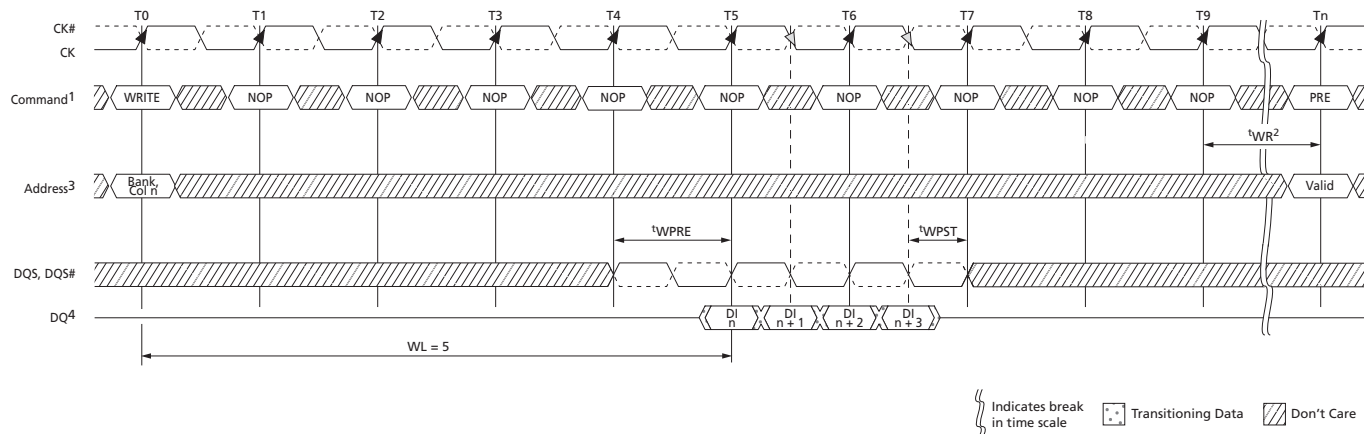 T0 T1 T2 T3 T4 T5 T6 T7 T8 T9 Tn
CK#
CK
Command1 WRITE NOP NOP NOP NOP NOP NOP NOP NOP NOP PRE
tWR2
Address3 Bank, Col n Valid
tWPRE tWPST
DQS, DQS#
DQ4 DI n DI n + 1 DI n + 2 DI n + 3
WL = 5
Indicates break in time scale
Transitioning Data
Don't Care